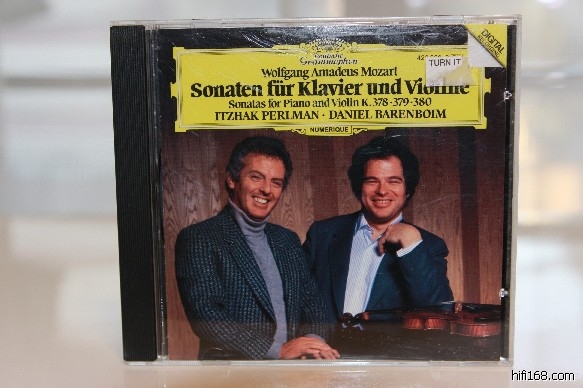 Deutsche
Grammophon
DIGITAL
RECORDING
TURN IT
Wolfgang Amadeus Mozart
Sonaten für Klavier und Violine
Sonatas for Piano and Violin K.378·379·380
ITZHAK PERLMAN · DANIEL BARENBOIM
NUMERIQUE
hifi168.com